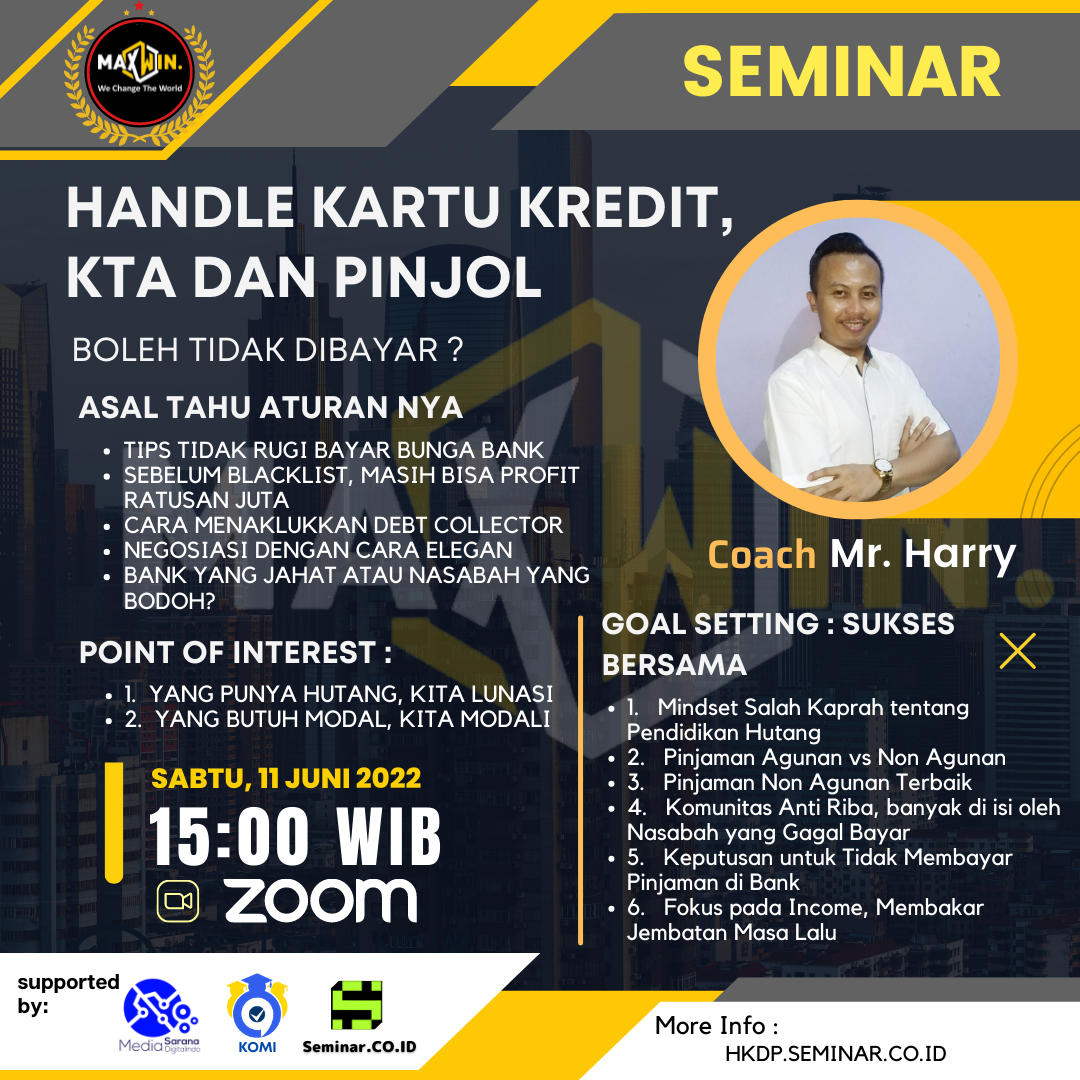 MAXWIN.
We Change The World
SEMINAR
HANDLE KARTU KREDIT,
KTA DAN PINJOL
BOLEH TIDAK DIBAYAR ?
ASAL TAHU ATURAN NYA
• TIPS TIDAK RUGI BAYAR BUNGA BANK
• SEBELUM BLACKLIST, MASIH BISA PROFIT
RATUSAN JUTA
• CARA MENAKLUKKAN DEBT COLLECTOR
• NEGOSIASI DENGAN CARA ELEGAN
• BANK YANG JAHAT ATAU NASABAH YANG
BODOH?
POINT OF INTEREST :
• 1. YANG PUNYA HUTANG, KITA LUNASI
• 2. YANG BUTUH MODAL, KITA MODALI
SABTU, 11 JUNI 2022
15:00 WIB
zoom
MAXWIN.
Coach Mr. Harry
GOAL SETTING : SUKSES
BERSAMA
• 1. Mindset Salah Kaprah tentang
Pendidikan Hutang
• 2. Pinjaman Agunan vs Non Agunan
• 3. Pinjaman Non Agunan Terbaik
• 4. Komunitas Anti Riba, banyak di isi oleh
Nasabah yang Gagal Bayar
• 5. Keputusan untuk Tidak Membayar
Pinjaman di Bank
• 6. Fokus pada Income, Membakar
Jembatan Masa Lalu
supported
by:
Media Sarana
Digitalindo
KOMI
Seminar.CO.ID
More Info :
HKDP.SEMINAR.CO.ID